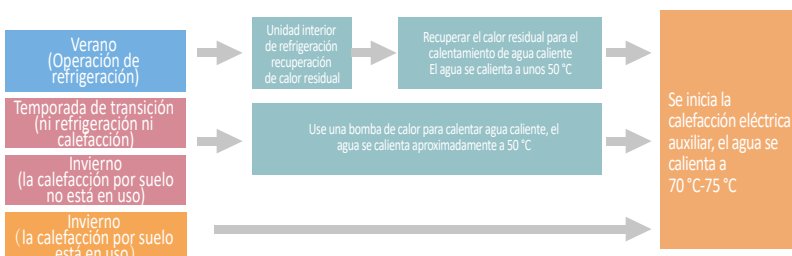 Verano
(Operación de
refrigeración)
Unidad interior
de refrigeración
recuperación
de calor residual
Recuperar el calor residual para el
calentamiento de agua caliente
El agua se calienta a unos 50 °C
Temporada de transición
(ni refrigeración ni
calefacción)
Use una bomba de calor para calentar agua caliente, el
agua se calienta aproximadamente a 50 °C
Invierno
(la calefacción por suelo
no está en uso)
Invierno
(la calefacción por suelo
está en uso)
Se inicia la
calefacción eléctrica
auxiliar, el agua se
calienta a
70 °C-75 °C